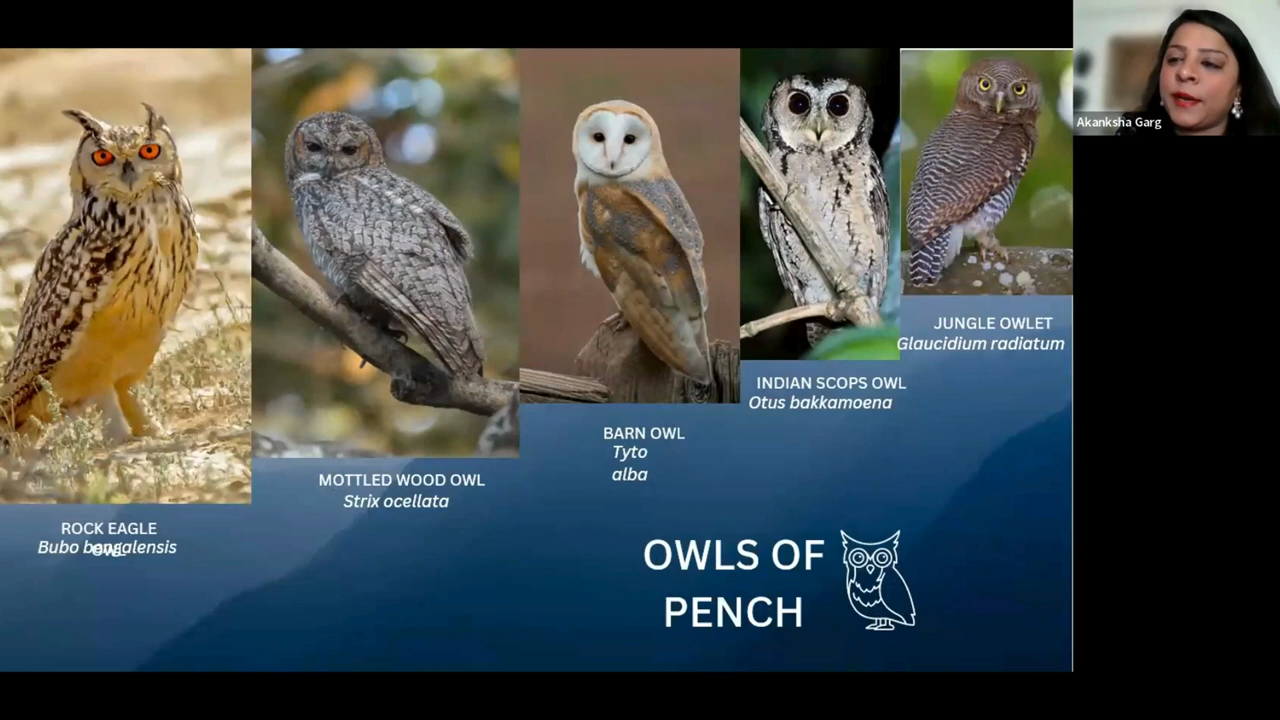 Akanksha Garg
JUNGLE OWLET
Glaucidium radiatum
INDIAN SCOPS OWL
Otus bakkamoena
BARN OWL
Tyto
alba
MOTTLED WOOD OWL
Strix ocellata
ROCK EAGLE
OWL
Bubo bengalensis
OWLS OF
PENCH